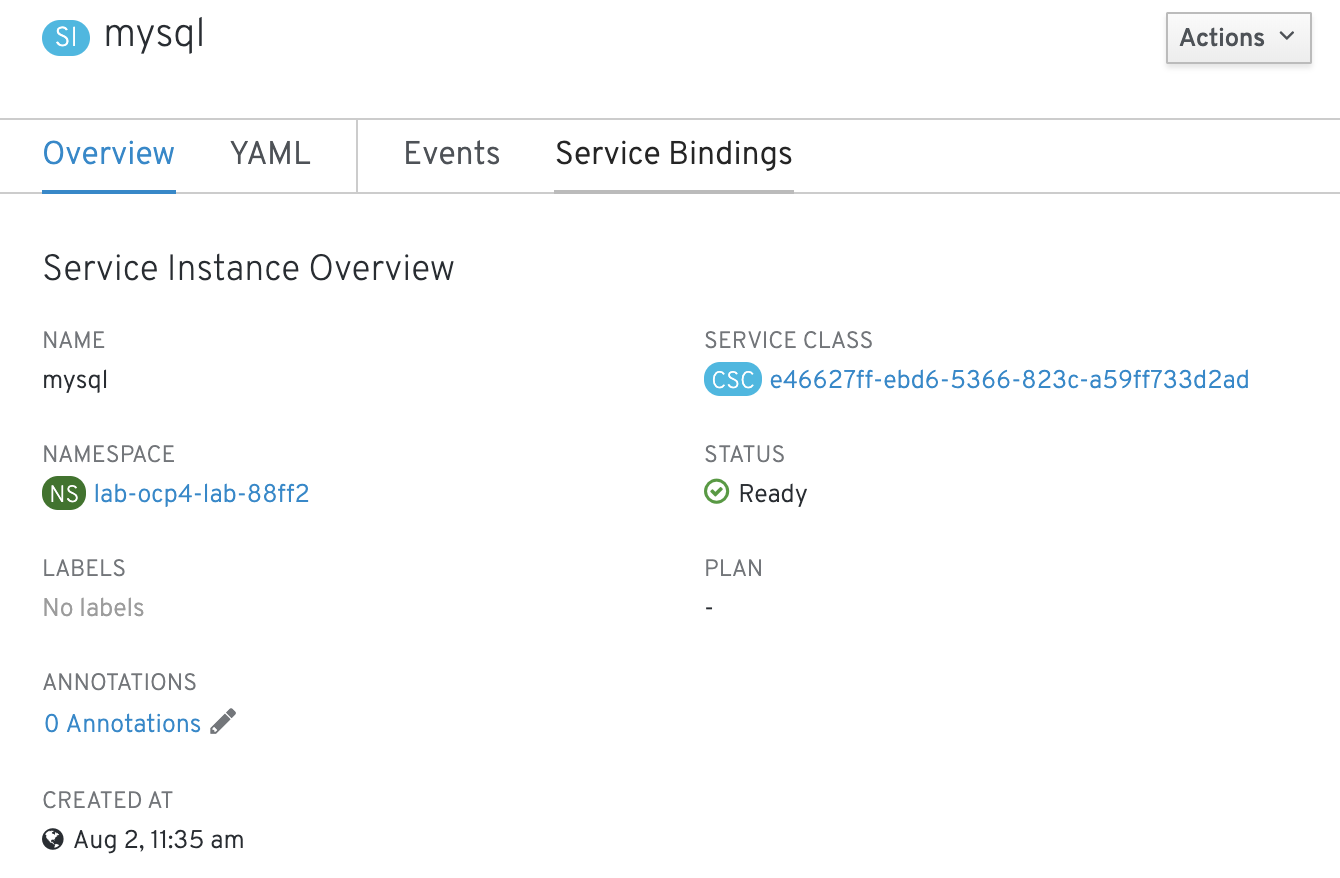 SI mysql
Actions
Overview YAML Events Service Bindings
Service Instance Overview
NAME
mysql
SERVICE CLASS
CSC e46627ff-ebd6-5366-823c-a59ff733d2ad
NAMESPACE
NS lab-ocp4-lab-88ff2
STATUS
Ready
LABELS
No labels
PLAN
-
ANNOTATIONS
0 Annotations
CREATED AT
Aug 2, 11:35 am